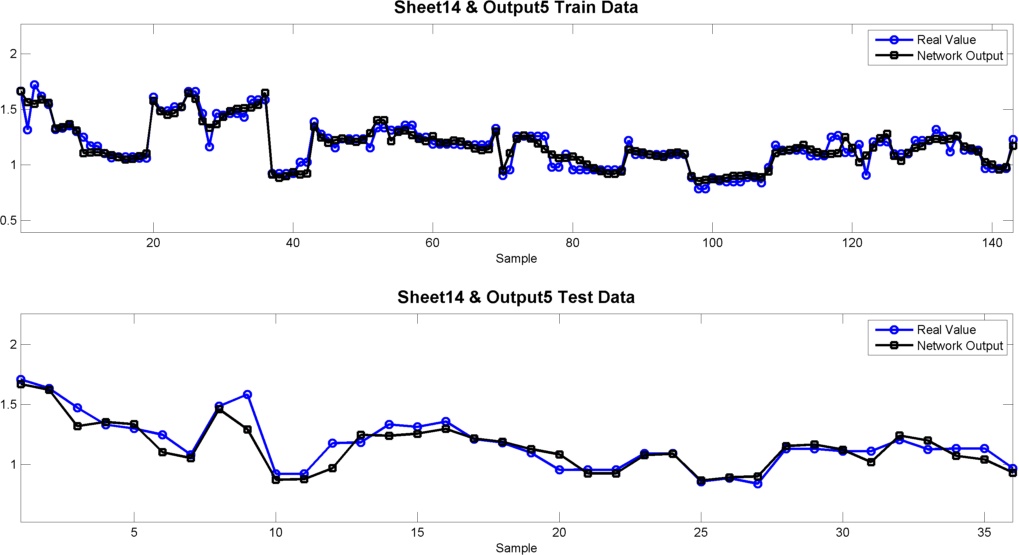 Sheet14 & Output5 Train Data
Real Value
Network Output
2
1.5
1
0.5
20 40 60 80 100 120 140
Sample
Sheet14 & Output5 Test Data
Real Value
Network Output
2
1.5
1
5 10 15 20 25 30 35
Sample